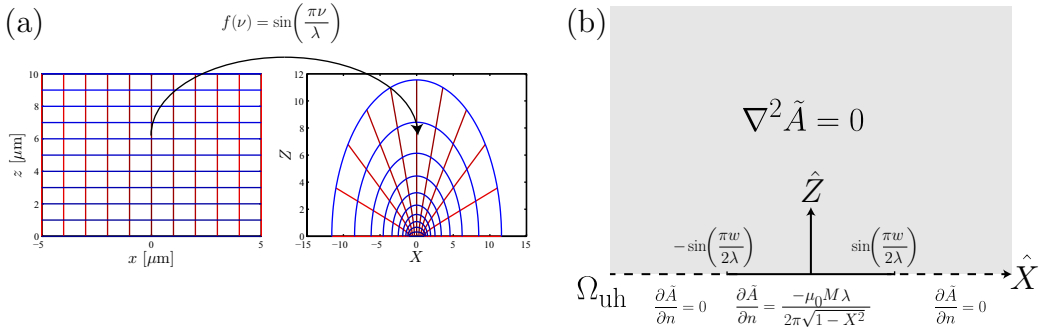 (a)
f(ν) = sin(πν/λ)
10
8
6
4
2
0
z [μm]
−5
0
5
x [μm]
12
10
8
6
4
2
0
Z
−15
−10
−5
0
5
10
15
X
(b)
∇²Ã = 0
Ẑ
−sin(πw/2λ)
sin(πw/2λ)
X̂
Ω_uh
∂Ã/∂n = 0
∂Ã/∂n = −μ₀Mλ/2π√(1 − X²)
∂Ã/∂n = 0